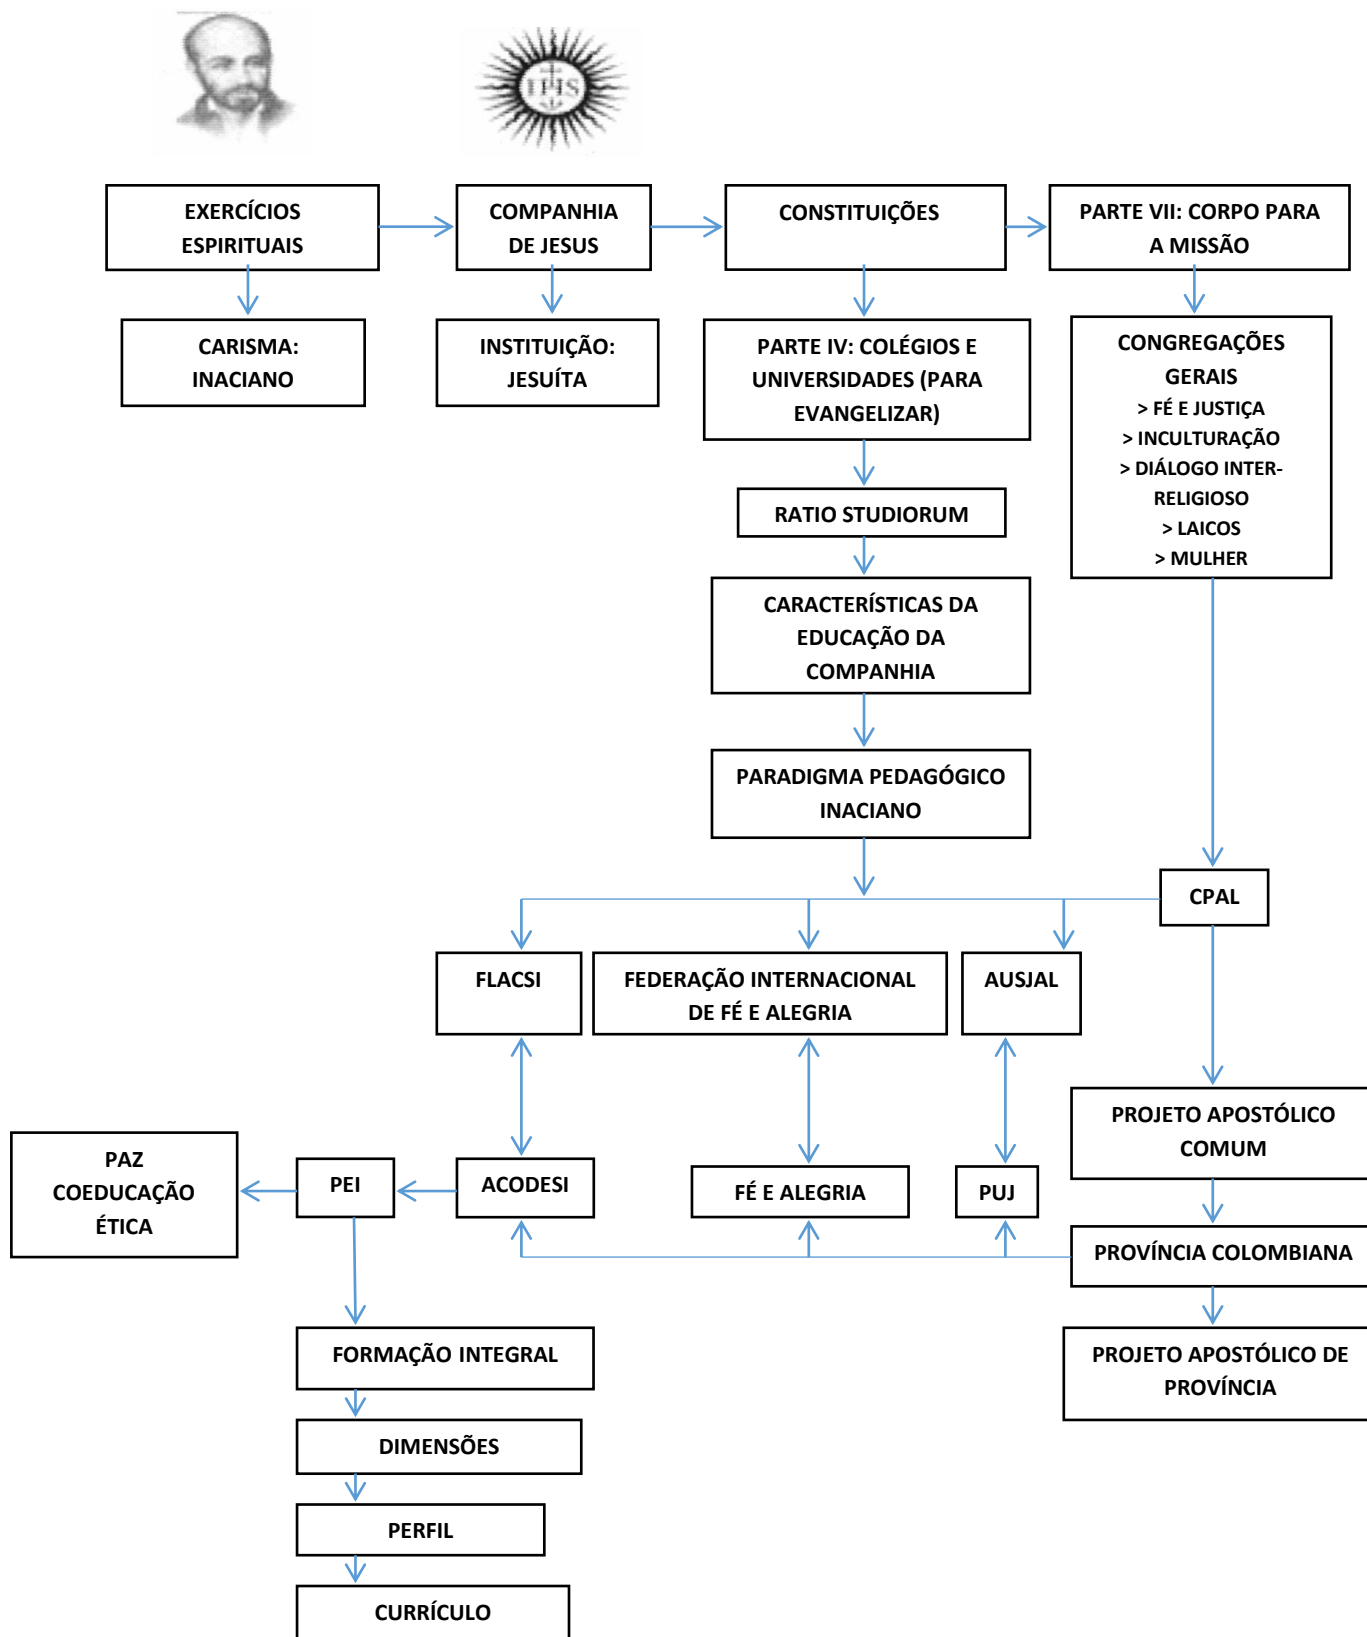 IHS
EXERCÍCIOS
ESPIRITUAIS
COMPANHIA
DE JESUS
CONSTITUIÇÕES
PARTE VII: CORPO PARA
A MISSÃO
CARISMA:
INACIANO
INSTITUIÇÃO:
JESUÍTA
PARTE IV: COLÉGIOS E
UNIVERSIDADES (PARA
EVANGELIZAR)
CONGREGAÇÕES
GERAIS
> FÉ E JUSTIÇA
> INCULTURAÇÃO
> DIÁLOGO INTER-
RELIGIOSO
> LAICOS
> MULHER
RATIO STUDIORUM
CARACTERÍSTICAS DA
EDUCAÇÃO DA
COMPANHIA
PARADIGMA PEDAGÓGICO
INACIANO
CPAL
FLACSI
FEDERAÇÃO INTERNACIONAL
DE FÉ E ALEGRIA
AUSJAL
PROJETO APOSTÓLICO
COMUM
PAZ
COEDUCAÇÃO
ÉTICA
PEI
ACODESI
FÉ E ALEGRIA
PUJ
PROVÍNCIA COLOMBIANA
FORMAÇÃO INTEGRAL
PROJETO APOSTÓLICO DE
PROVÍNCIA
DIMENSÕES
PERFIL
CURRÍCULO